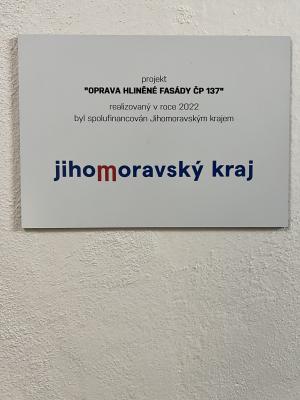 projekt
"OPRAVA HLINĚNÉ FASÁDY ČP 137"
realizovaný v roce 2022
byl spolufinancován Jihomoravským krajem
jihomoravský kraj